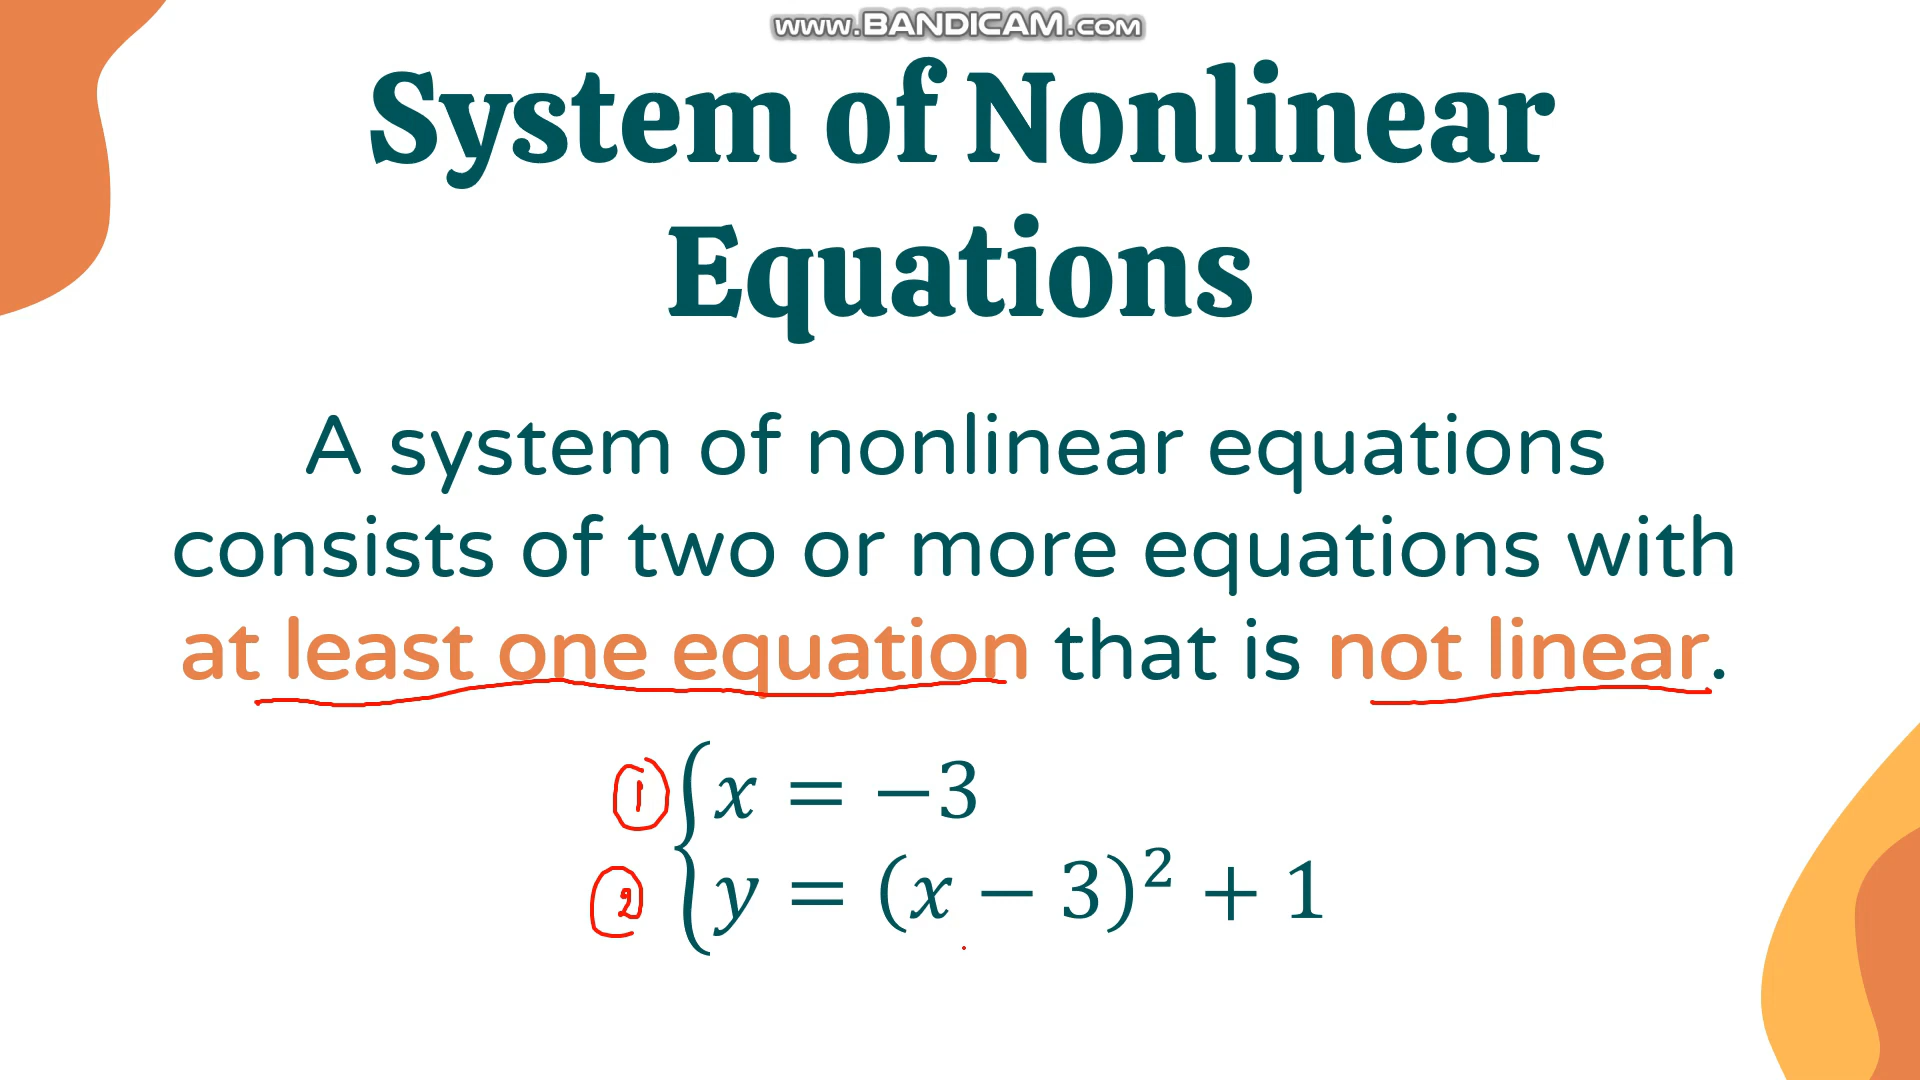 www.BANDICAM.com
System of Nonlinear
Equations
A system of nonlinear equations
consists of two or more equations with
at least one equation that is not linear.
① x = −3
② y = (x − 3)² + 1